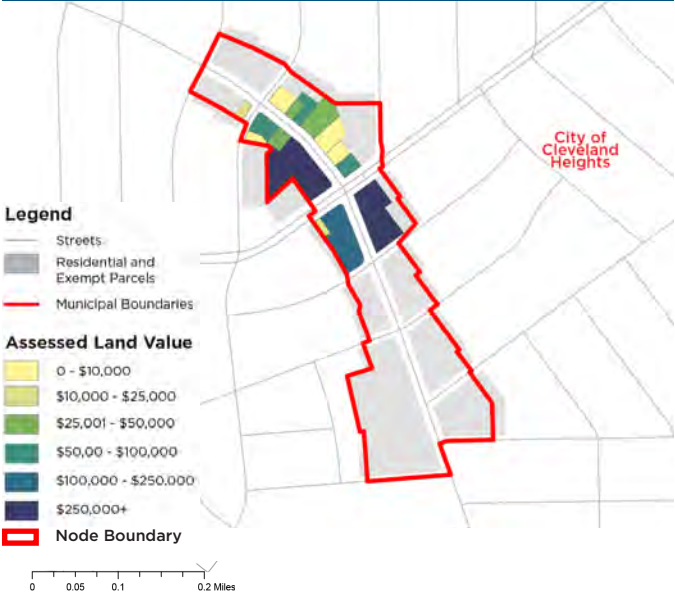 City of
Cleveland
Heights
Legend
Streets
Residential and
Exempt Parcels
Municipal Boundaries
Assessed Land Value
0 - $10,000
$10,000 - $25,000
$25,001 - $50,000
$50,00 - $100,000
$100,000 - $250.000
$250,000+
Node Boundary
0 0.05 0.1 0.2 Miles